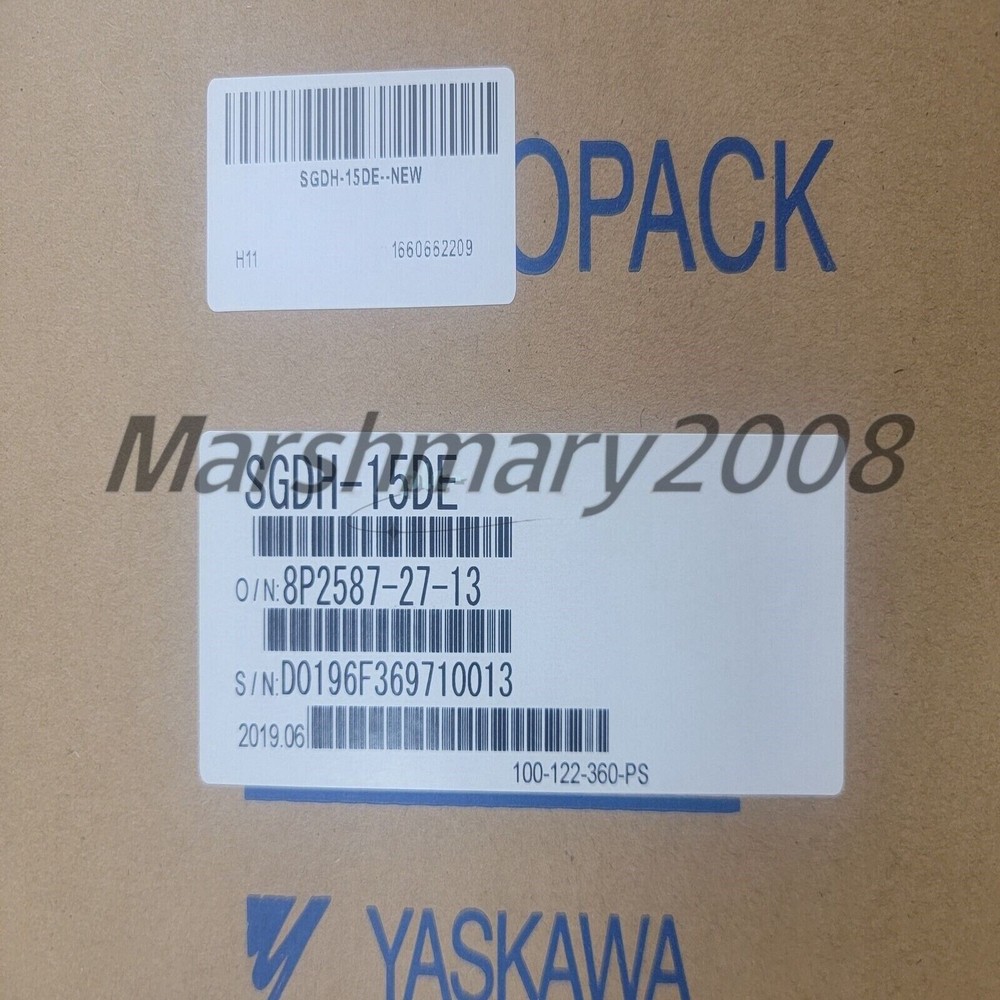 SGDH-15DE--NEW
H11 1660662209
OPACK
Marshmary2008
SGDH-15DE
O/N:8P2587-27-13
S/N:D0196F369710013
2019.06
100-122-360-PS
YASKAWA